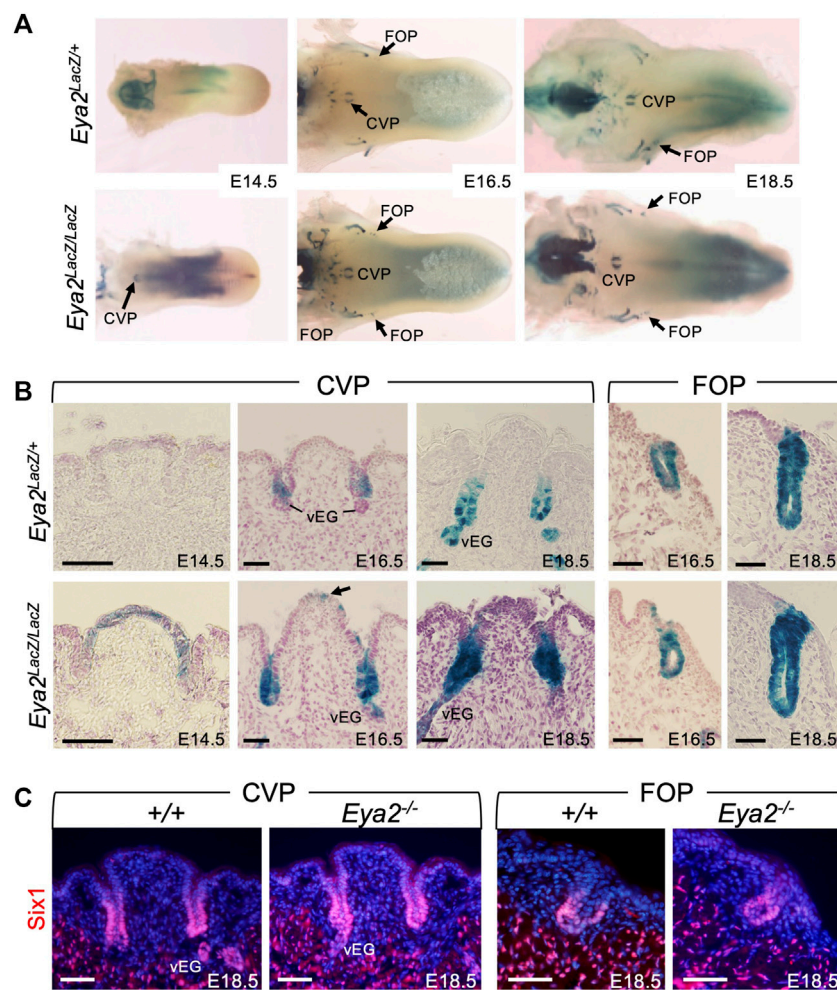 A
Eya2LacZ/+
FOP
CVP
CVP
FOP
E14.5
E16.5
E18.5
Eya2LacZ/LacZ
CVP
FOP
CVP
FOP
FOP
FOP
CVP
FOP
B
CVP
FOP
Eya2LacZ/+
E14.5
vEG
E16.5
vEG
E18.5
E16.5
E18.5
Eya2LacZ/LacZ
E14.5
vEG
E16.5
vEG
E18.5
E16.5
E18.5
C
CVP
FOP
+/+
Eya2-/-
+/+
Eya2-/-
Six1
vEG
E18.5
vEG
E18.5
E18.5
E18.5